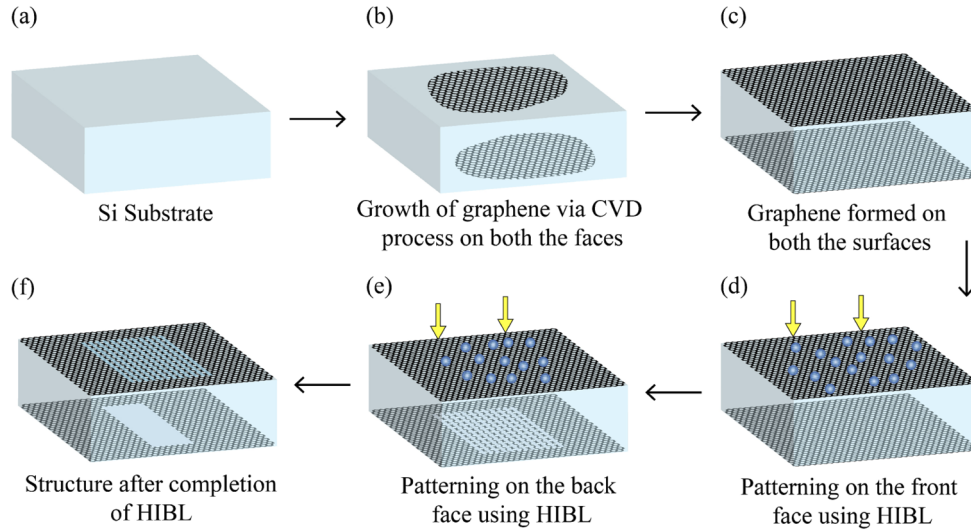 (a)
(b)
(c)
Si Substrate
Growth of graphene via CVD
process on both the faces
Graphene formed on
both the surfaces
(f)
(e)
(d)
Structure after completion
of HIBL
Patterning on the back
face using HIBL
Patterning on the front
face using HIBL